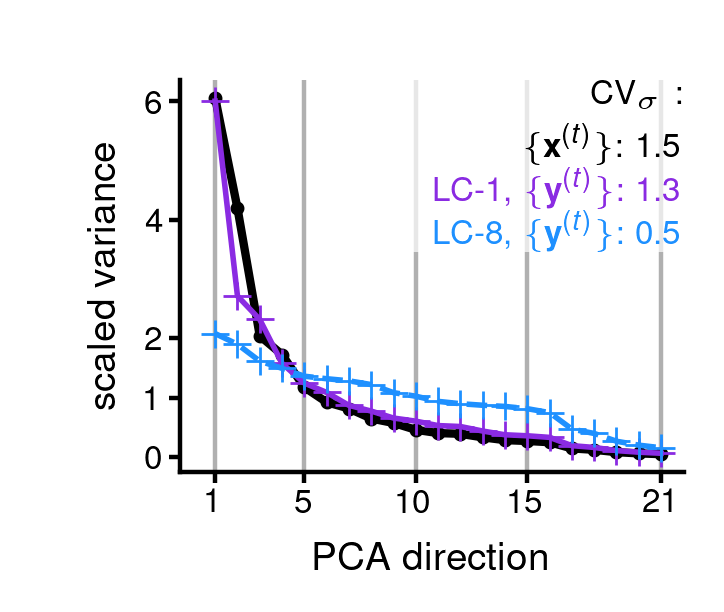 CVσ :
{x(t)}: 1.5
LC-1, {y(t)}: 1.3
LC-8, {y(t)}: 0.5
scaled variance
6
4
2
1
0
1 5 10 15 21
PCA direction